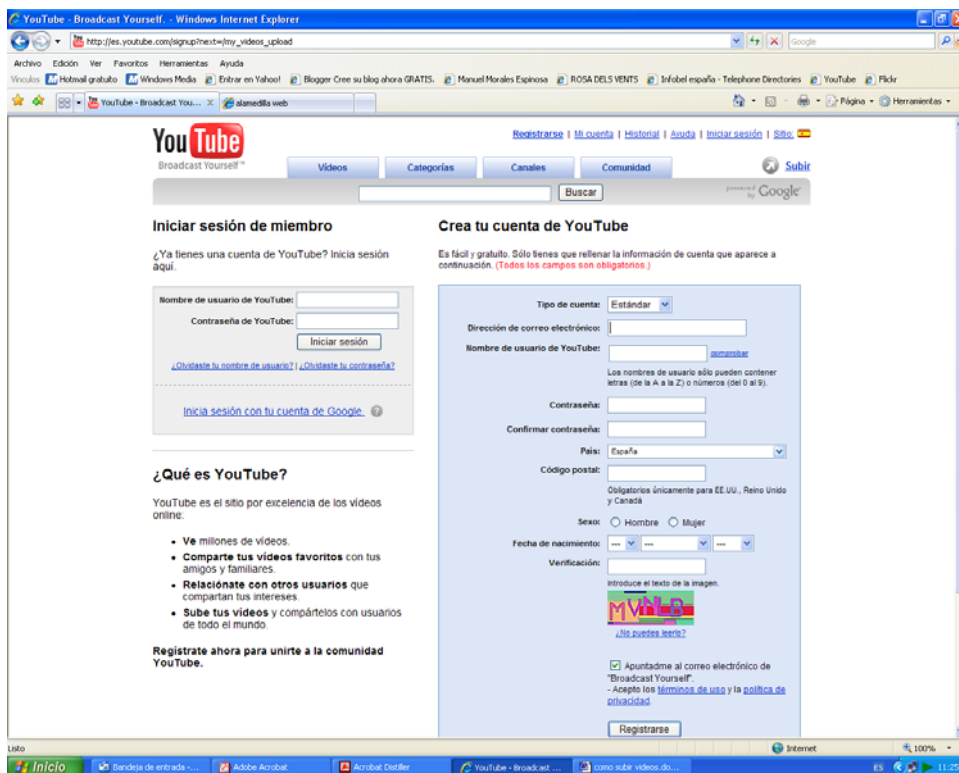 YouTube - Broadcast Yourself. - Windows Internet Explorer
http://es.youtube.com/signup?next=/my_videos_upload
Google
Archivo Edición Ver Favoritos Herramientas Ayuda
Vínculos Hotmail gratuito Windows Media Entrar en Yahoo! Blogger Cree su blog ahora GRATIS. Manuel Morales Espinosa ROSA DELS VENTS Infobel españa - Telephone Directories YouTube Flickr
YouTube - Broadcast You... X alamedilla web Página Herramientas
You Tube
Broadcast Yourself™
Registrarse | Mi cuenta | Historial | Ayuda | Iniciar sesión | Sitio:
Vídeos Categorías Canales Comunidad Subir
Buscar powered by Google
Iniciar sesión de miembro
¿Ya tienes una cuenta de YouTube? Inicia sesión
aquí.
Nombre de usuario de YouTube:
Contraseña de YouTube:
Iniciar sesión
¿Olvidaste tu nombre de usuario? | ¿Olvidaste tu contraseña?
Inicia sesión con tu cuenta de Google. ?
¿Qué es YouTube?
YouTube es el sitio por excelencia de los vídeos
online:
• Ve millones de vídeos.
• Comparte tus vídeos favoritos con tus
amigos y familiares.
• Relaciónate con otros usuarios que
compartan tus intereses.
• Sube tus vídeos y compártelos con usuarios
de todo el mundo.
Regístrate ahora para unirte a la comunidad
YouTube.
Crea tu cuenta de YouTube
Es fácil y gratuito. Sólo tienes que rellenar la información de cuenta que aparece a
continuación. (Todos los campos son obligatorios.)
Tipo de cuenta: Estándar
Dirección de correo electrónico:
Nombre de usuario de YouTube: comprobar
Los nombres de usuario sólo pueden contener
letras (de la A a la Z) o números (del 0 al 9).
Contraseña:
Confirmar contraseña:
País: España
Código postal:
Obligatorios únicamente para EE.UU., Reino Unido
y Canadá
Sexo: Hombre Mujer
Fecha de nacimiento: --- --- ---
Verificación:
Introduce el texto de la imagen.
MVNLB
¿No puedes leerlo?
Apuntadme al correo electrónico de
"Broadcast Yourself".
- Acepto los términos de uso y la política de
privacidad.
Registrarse
Listo Internet 100%
Inicio Bandeja de entrada -... Adobe Acrobat Acrobat Distiller YouTube - Broadcast ... como subir videos.do... ES 11:25